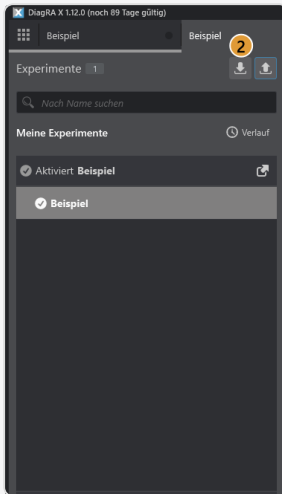 DiagRA X 1.12.0 (noch 89 Tage gültig)
Beispiel
Beispiel
2
Experimente 1
Nach Name suchen
Meine Experimente
Verlauf
Aktiviert Beispiel
Beispiel